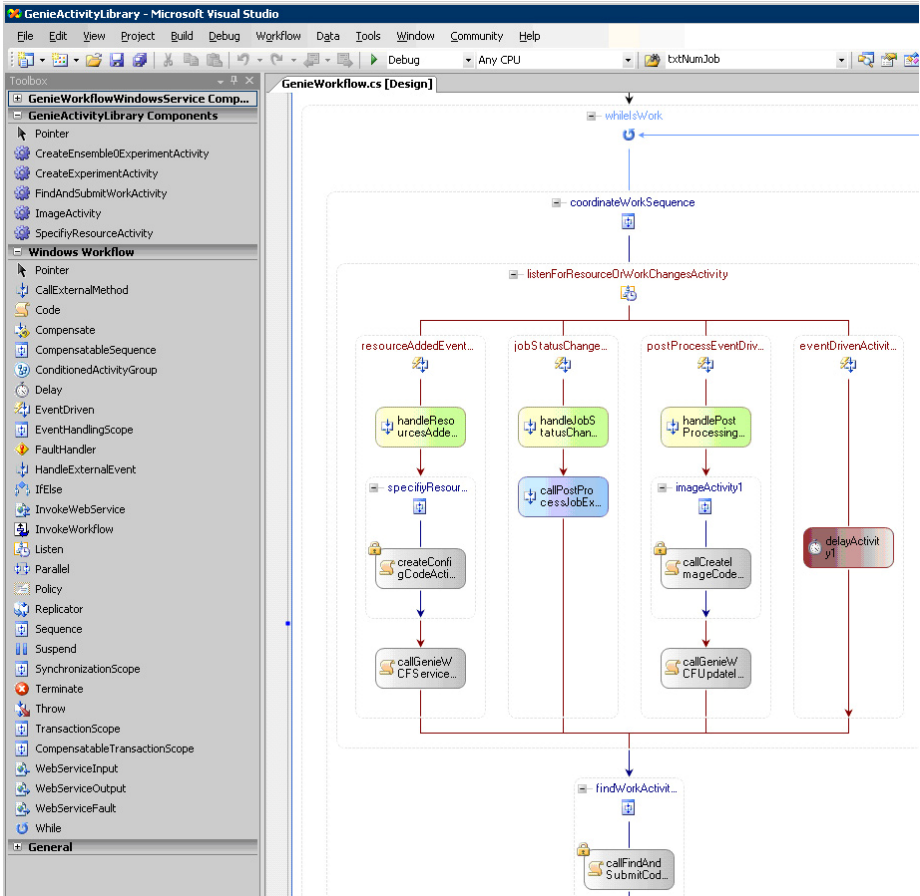 GenieActivityLibrary - Microsoft Visual Studio
File Edit View Project Build Debug Workflow Data Tools Window Community Help
Debug Any CPU txtNumJob
Toolbox
GenieWorkflowWindowsService Comp...
GenieActivityLibrary Components
Pointer
CreateEnsemble0ExperimentActivity
CreateExperimentActivity
FindAndSubmitWorkActivity
ImageActivity
SpecifiyResourceActivity
Windows Workflow
Pointer
CallExternalMethod
Code
Compensate
CompensatableSequence
ConditionedActivityGroup
Delay
EventDriven
EventHandlingScope
FaultHandler
HandleExternalEvent
IfElse
InvokeWebService
InvokeWorkflow
Listen
Parallel
Policy
Replicator
Sequence
Suspend
SynchronizationScope
Terminate
Throw
TransactionScope
CompensatableTransactionScope
WebServiceInput
WebServiceOutput
WebServiceFault
While
General
GenieWorkflow.cs [Design]
whileIsWork
coordinateWorkSequence
listenForResourceOrWorkChangesActivity
resourceAddedEvent...
handleReso
urcesAdde...
specifiyResour...
createConfi
gCodeActi...
callGenieW
CFService...
jobStatusChange...
handleJobS
tatusChan...
callPostPro
cessJobEx...
postProcessEventDriv...
handlePost
Processing...
imageActivity1
callCreateI
mageCode...
callGenieW
CFUpdateI...
eventDrivenActivit...
delayActivit
y1
findWorkActivit...
callFindAnd
SubmitCod...